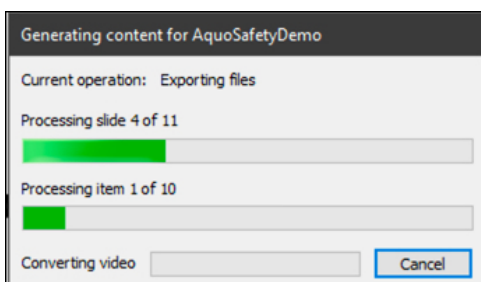 Generating content for AquoSafetyDemo
Current operation: Exporting files
Processing slide 4 of 11
Processing item 1 of 10
Converting video
Cancel